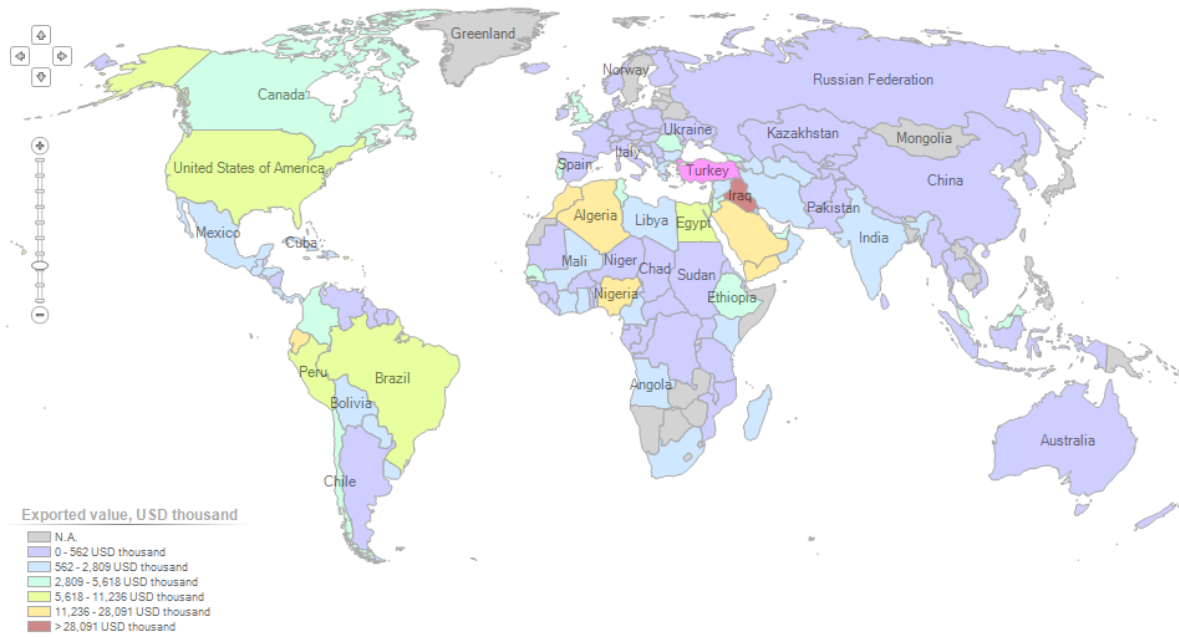 Greenland
Norway
Russian Federation
Canada
Ukraine
Kazakhstan
Mongolia
Italy
Spain
United States of America
Turkey
China
Iraq
Pakistan
Algeria
Libya
Egypt
Mexico
Cuba
India
Mali
Niger
Chad
Sudan
Nigeria
Ethiopia
Peru
Brazil
Angola
Bolivia
Australia
Chile
Exported value, USD thousand
N.A.
0 - 562 USD thousand
562 - 2,809 USD thousand
2,809 - 5,618 USD thousand
5,618 - 11,236 USD thousand
11,236 - 28,091 USD thousand
> 28,091 USD thousand